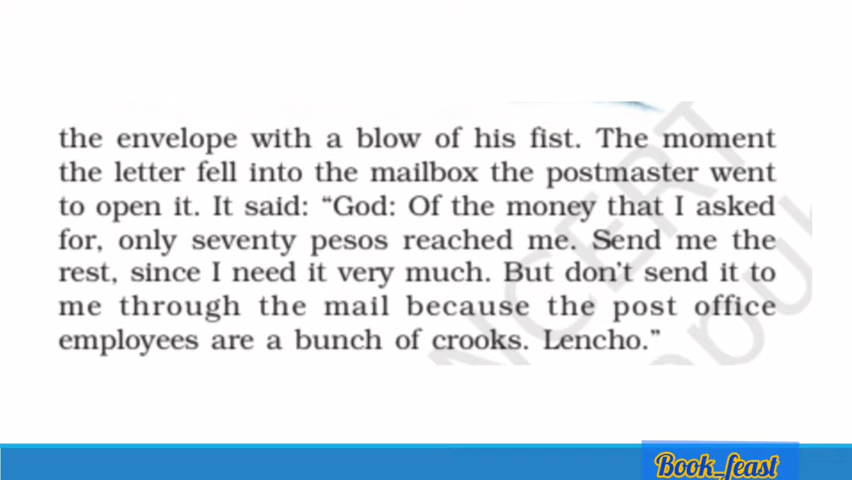 the envelope with a blow of his fist. The moment
the letter fell into the mailbox the postmaster went
to open it. It said: “God: Of the money that I asked
for, only seventy pesos reached me. Send me the
rest, since I need it very much. But don’t send it to
me through the mail because the post office
employees are a bunch of crooks. Lencho.”
NCERT
Book_feast